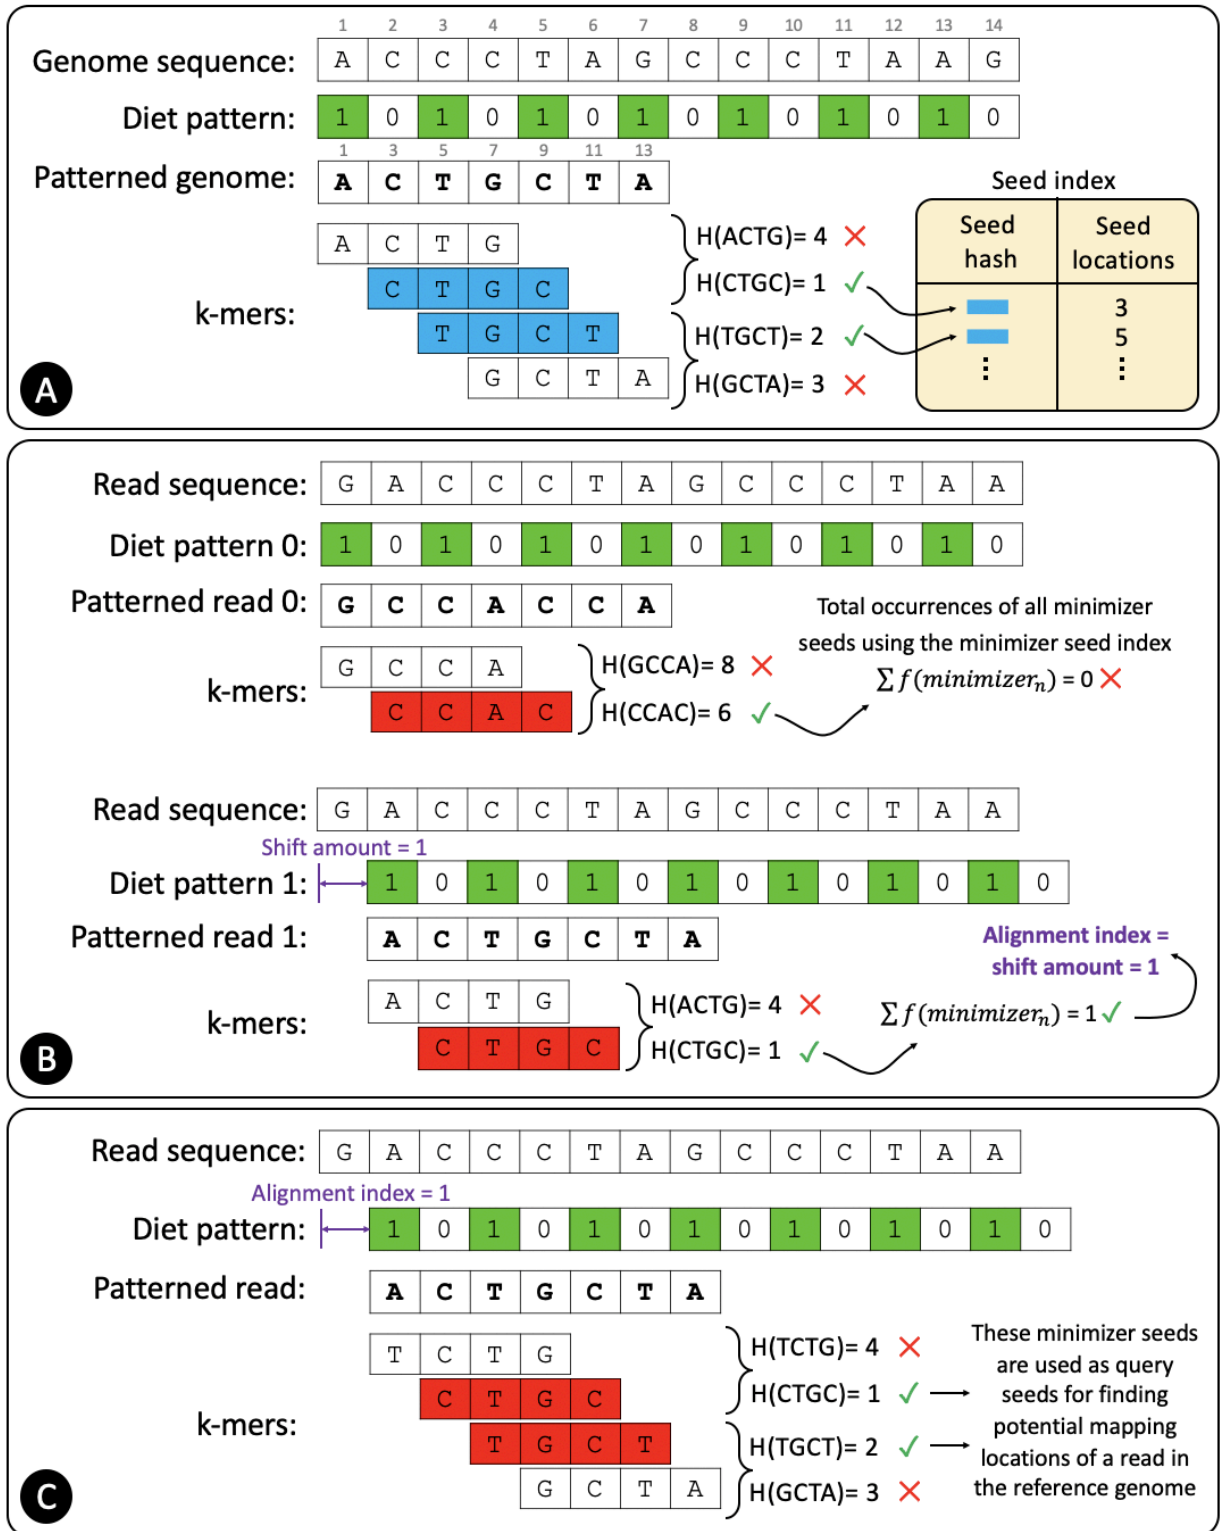 1 2 3 4 5 6 7 8 9 10 11 12 13 14
Genome sequence: A C C C T A G C C C T A A G
Diet pattern: 1 0 1 0 1 0 1 0 1 0 1 0 1 0
1 3 5 7 9 11 13
Patterned genome: A C T G C T A
Seed index
Seed hash
Seed locations
k-mers:
A C T G
C T G C
T G C T
G C T A
H(ACTG)= 4 ✗
H(CTGC)= 1 ✓
H(TGCT)= 2 ✓
H(GCTA)= 3 ✗
3
5
⋮ ⋮
A
Read sequence: G A C C C T A G C C C T A A
Diet pattern 0: 1 0 1 0 1 0 1 0 1 0 1 0 1 0
Patterned read 0: G C C A C C A
k-mers:
G C C A
C C A C
H(GCCA)= 8 ✗
H(CCAC)= 6 ✓
Total occurrences of all minimizer
seeds using the minimizer seed index
∑ f(minimizerₙ) = 0 ✗
Read sequence: G A C C C T A G C C C T A A
Shift amount = 1
Diet pattern 1: 1 0 1 0 1 0 1 0 1 0 1 0 1 0
Patterned read 1: A C T G C T A
k-mers:
A C T G
C T G C
H(ACTG)= 4 ✗
H(CTGC)= 1 ✓
∑ f(minimizerₙ) = 1 ✓
Alignment index =
shift amount = 1
B
Read sequence: G A C C C T A G C C C T A A
Alignment index = 1
Diet pattern: 1 0 1 0 1 0 1 0 1 0 1 0 1 0
Patterned read: A C T G C T A
k-mers:
T C T G
C T G C
T G C T
G C T A
H(TCTG)= 4 ✗
H(CTGC)= 1 ✓
H(TGCT)= 2 ✓
H(GCTA)= 3 ✗
These minimizer seeds
are used as query
seeds for finding
potential mapping
locations of a read in
the reference genome
C